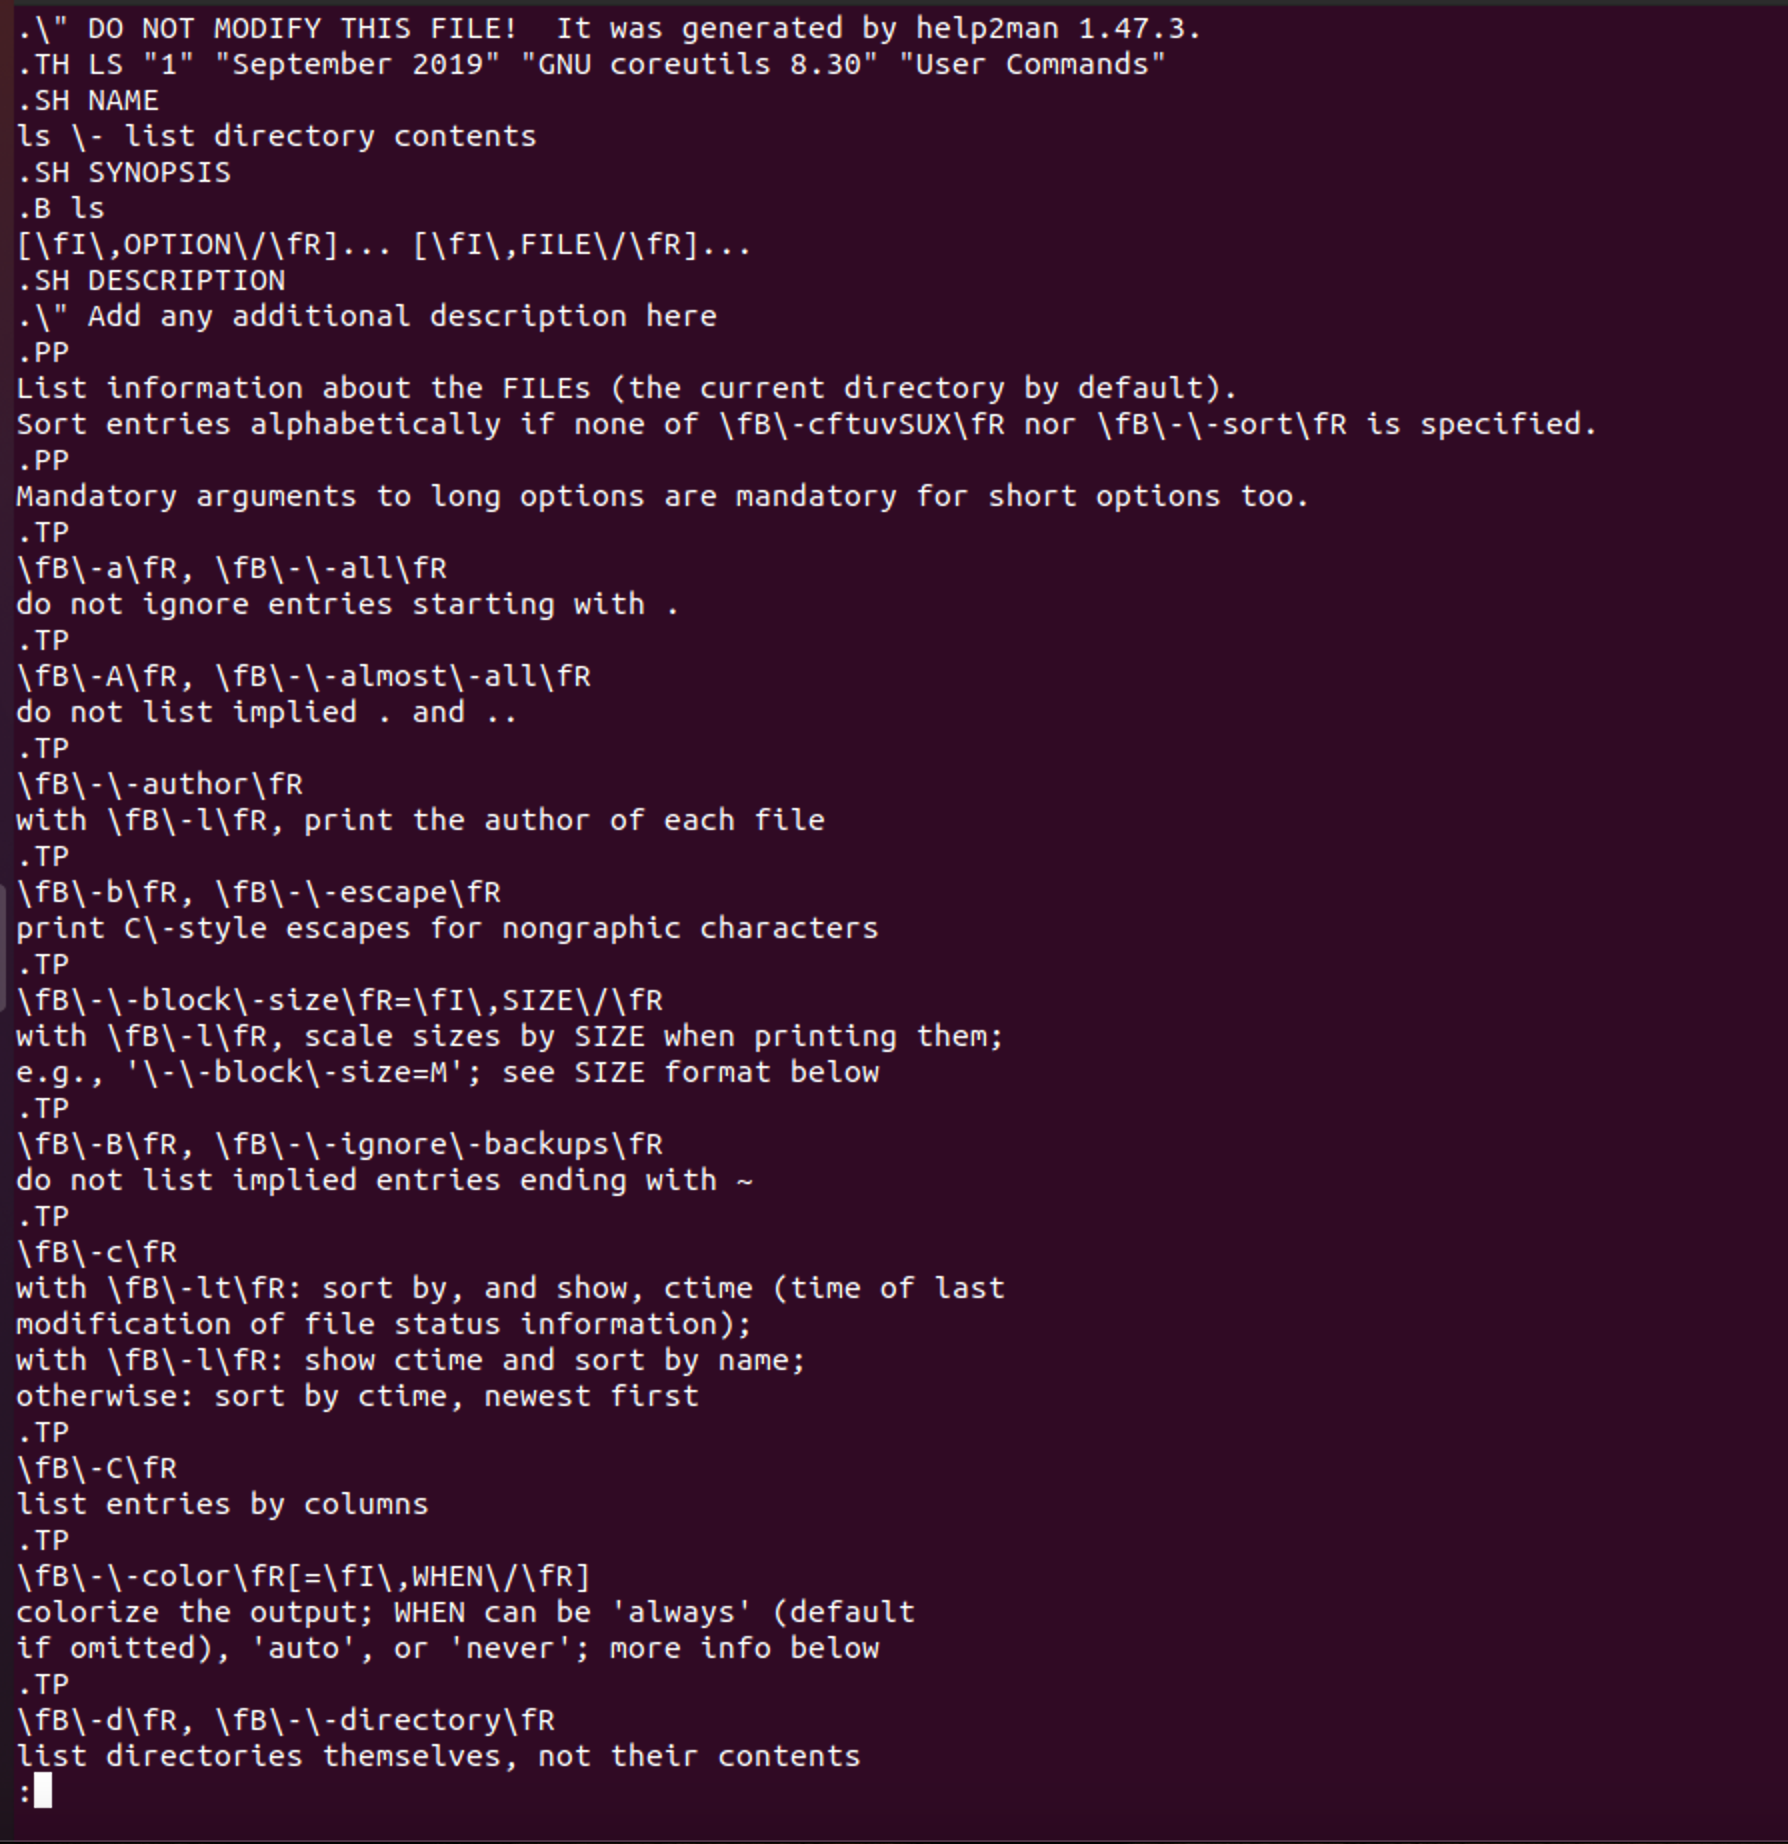 .\" DO NOT MODIFY THIS FILE!  It was generated by help2man 1.47.3.
.TH LS "1" "September 2019" "GNU coreutils 8.30" "User Commands"
.SH NAME
ls \- list directory contents
.SH SYNOPSIS
.B ls
[\fI\,OPTION\/\fR]... [\fI\,FILE\/\fR]...
.SH DESCRIPTION
.\" Add any additional description here
.PP
List information about the FILEs (the current directory by default).
Sort entries alphabetically if none of \fB\-cftuvSUX\fR nor \fB\-\-sort\fR is specified.
.PP
Mandatory arguments to long options are mandatory for short options too.
.TP
\fB\-a\fR, \fB\-\-all\fR
do not ignore entries starting with .
.TP
\fB\-A\fR, \fB\-\-almost\-all\fR
do not list implied . and ..
.TP
\fB\-\-author\fR
with \fB\-l\fR, print the author of each file
.TP
\fB\-b\fR, \fB\-\-escape\fR
print C\-style escapes for nongraphic characters
.TP
\fB\-\-block\-size\fR=\fI\,SIZE\/\fR
with \fB\-l\fR, scale sizes by SIZE when printing them;
e.g., '\-\-block\-size=M'; see SIZE format below
.TP
\fB\-B\fR, \fB\-\-ignore\-backups\fR
do not list implied entries ending with ~
.TP
\fB\-c\fR
with \fB\-lt\fR: sort by, and show, ctime (time of last
modification of file status information);
with \fB\-l\fR: show ctime and sort by name;
otherwise: sort by ctime, newest first
.TP
\fB\-C\fR
list entries by columns
.TP
\fB\-\-color\fR[=\fI\,WHEN\/\fR]
colorize the output; WHEN can be 'always' (default
if omitted), 'auto', or 'never'; more info below
.TP
\fB\-d\fR, \fB\-\-directory\fR
list directories themselves, not their contents
: